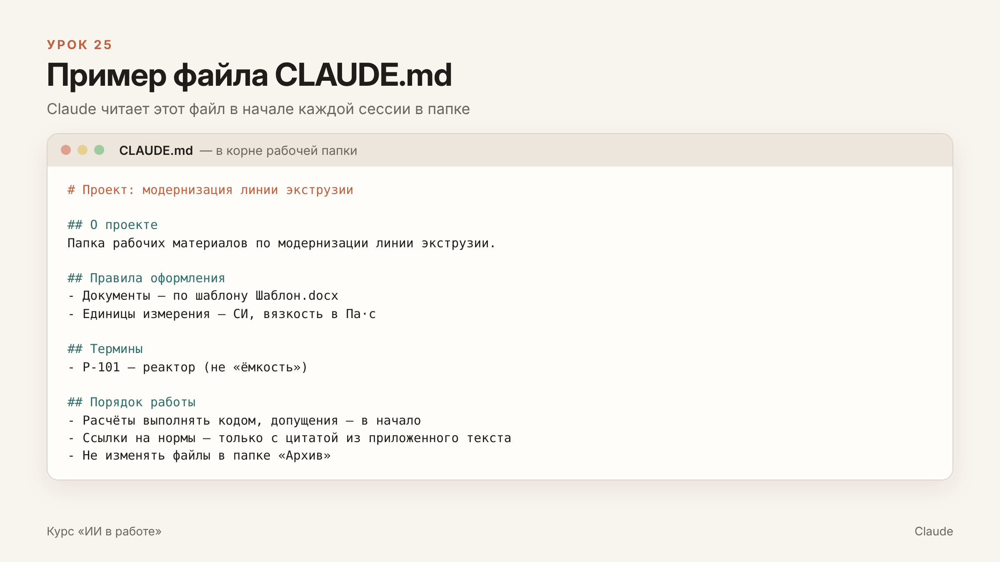 УРОК 25
Пример файла CLAUDE.md
Claude читает этот файл в начале каждой сессии в папке
CLAUDE.md — в корне рабочей папки
# Проект: модернизация линии экструзии
## О проекте
Папка рабочих материалов по модернизации линии экструзии.
## Правила оформления
- Документы — по шаблону Шаблон.docx
- Единицы измерения — СИ, вязкость в Па·с
## Термины
- Р-101 — реактор (не «ёмкость»)
## Порядок работы
- Расчёты выполнять кодом, допущения — в начало
- Ссылки на нормы — только с цитатой из приложенного текста
- Не изменять файлы в папке «Архив»
Курс «ИИ в работе»
Claude